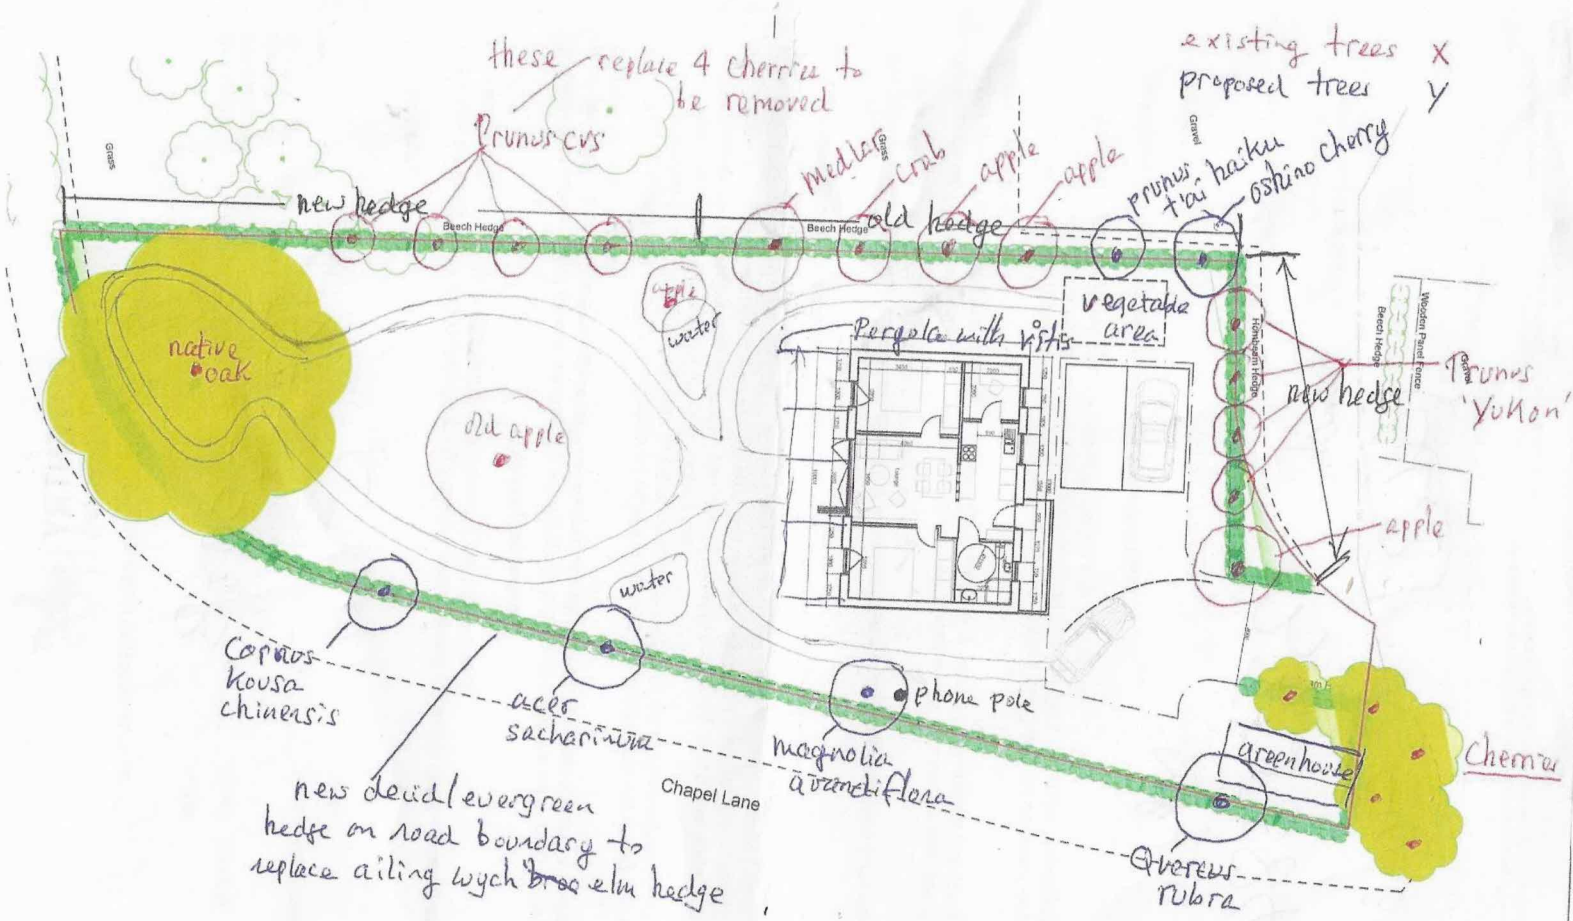 existing trees X
proposed trees y
these replace 4 cherries to
be removed
Prunus cvs
Grass
Grass
Gravel
medlar
crab
apple
apple
prunus
t'ai haiku
oshino cherry
new hedge
Beech Hedge
Beech Hedge
old hedge
apple
water
vegetable
area
Pergola with vitis
native
oak
old apple
Hornbeam Hedge
new hedge
Beech Hedge
Wooden Panel Fence
Gravel
Prunus
'Yukon'
apple
water
Cornus
Kousa
chinensis
acer
sacharinum
phone pole
magnolia
grandiflora
greenhouse
Cherries
Chapel Lane
new decid/evergreen
hedge on road boundary to
replace ailing wych elm hedge
Quercus
rubra